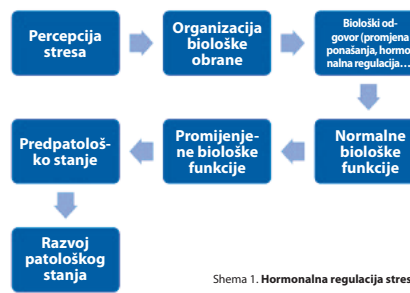 Percepcija
stresa
Organizacija
biološke
obrane
Biološki od-
govor (promjena
ponašanja, hormo-
nalna regulacija...
Predpatološ-
ko stanje
Promijenje-
ne biološke
funkcije
Normalne
biološke
funkcije
Razvoj
patološkog
stanja
Shema 1. Hormonalna regulacija stres